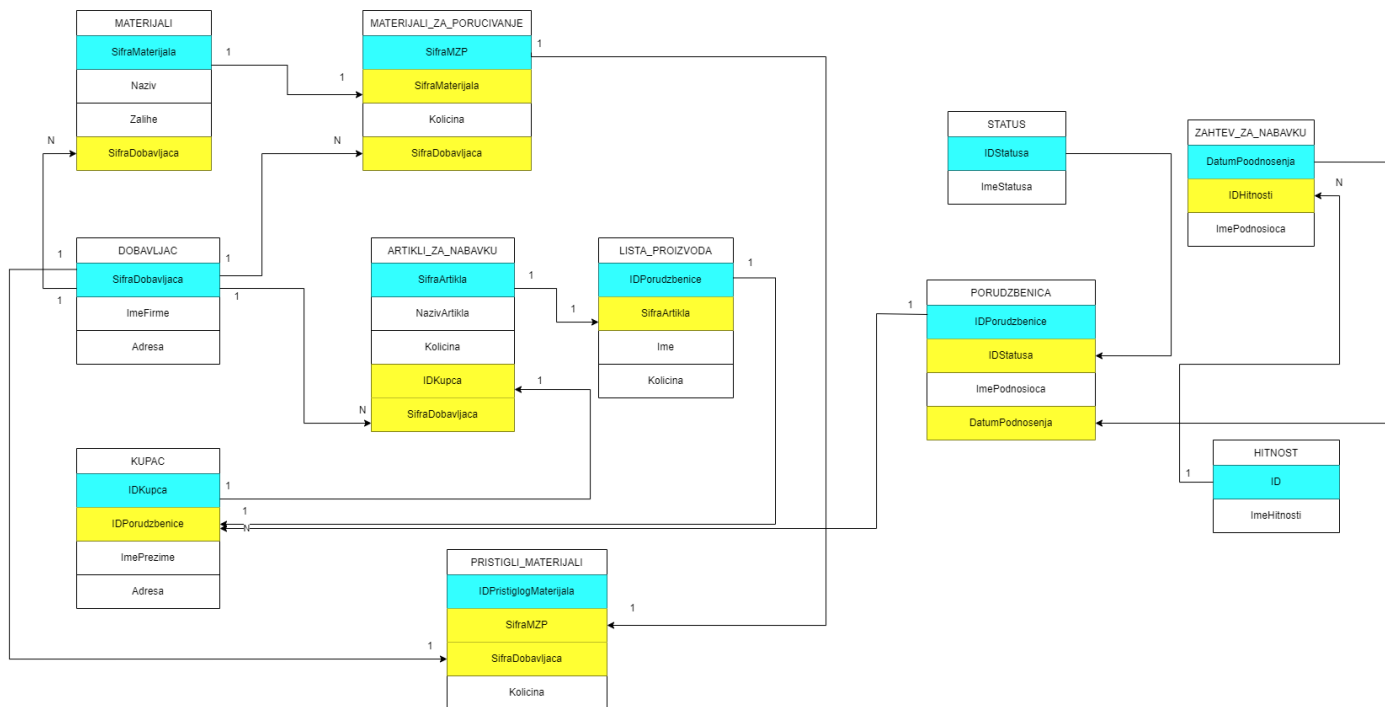 MATERIJALI
SifraMaterijala
Naziv
Zalihe
SifraDobavljaca
MATERIJALI_ZA_PORUCIVANJE
SifraMZP
SifraMaterijala
Kolicina
SifraDobavljaca
1
1
1
N
N
STATUS
IDStatusa
ImeStatusa
ZAHTEV_ZA_NABAVKU
DatumPoodnosenja
IDHitnosti
ImePodnosioca
N
DOBAVLJAC
SifraDobavljaca
ImeFirme
Adresa
1
1
1
1
ARTIKLI_ZA_NABAVKU
SifraArtikla
NazivArtikla
Kolicina
IDKupca
SifraDobavljaca
1
1
1
N
LISTA_PROIZVODA
IDPorudzbenice
SifraArtikla
Ime
Kolicina
1
PORUDZBENICA
IDPorudzbenice
IDStatusa
ImePodnosioca
DatumPodnosenja
1
KUPAC
IDKupca
IDPorudzbenice
ImePrezime
Adresa
1
1
N
HITNOST
ID
ImeHitnosti
1
PRISTIGLI_MATERIJALI
IDPristiglogMaterijala
SifraMZP
SifraDobavljaca
Kolicina
1
1